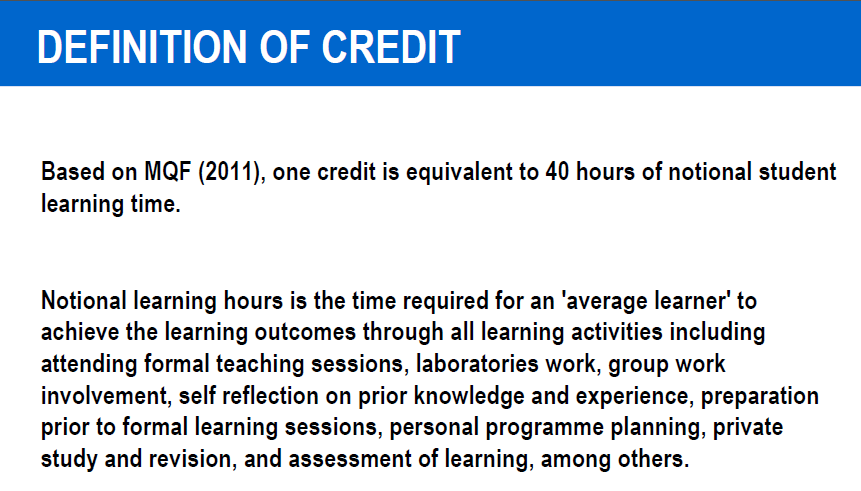 DEFINITION OF CREDIT
Based on MQF (2011), one credit is equivalent to 40 hours of notional student
learning time.
Notional learning hours is the time required for an 'average learner' to
achieve the learning outcomes through all learning activities including
attending formal teaching sessions, laboratories work, group work
involvement, self reflection on prior knowledge and experience, preparation
prior to formal learning sessions, personal programme planning, private
study and revision, and assessment of learning, among others.